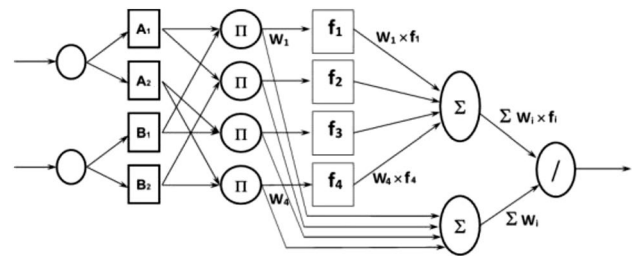 A₁
A₂
B₁
B₂
Π
Π
Π
Π
W₁
W₄
f₁
f₂
f₃
f₄
W₁×f₁
W₄×f₄
Σ
Σ
Σ Wᵢ×fᵢ
Σ Wᵢ
/